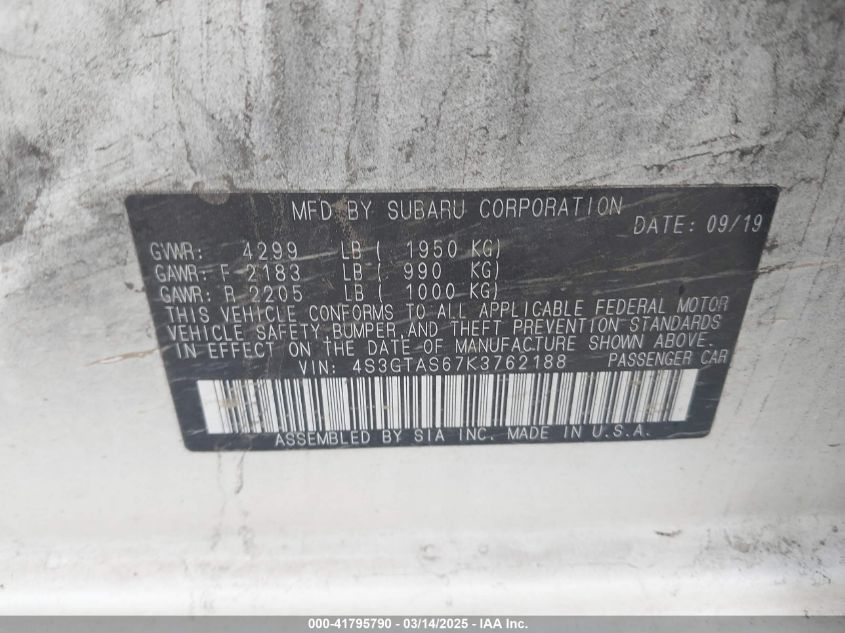 MFD BY SUBARU CORPORATION
DATE: 09/19
GVWR: 4299 LB ( 1950 KG)
GAWR: F 2183 LB ( 990 KG)
GAWR: R 2205 LB ( 1000 KG)
THIS VEHICLE CONFORMS TO ALL APPLICABLE FEDERAL MOTOR
VEHICLE SAFETY, BUMPER, AND THEFT PREVENTION STANDARDS
IN EFFECT ON THE DATE OF MANUFACTURE SHOWN ABOVE.
VIN: 4S3GTAS67K3762188 PASSENGER CAR
ASSEMBLED BY SIA INC. MADE IN U.S.A.
000-41795790 - 03/14/2025 - IAA Inc.